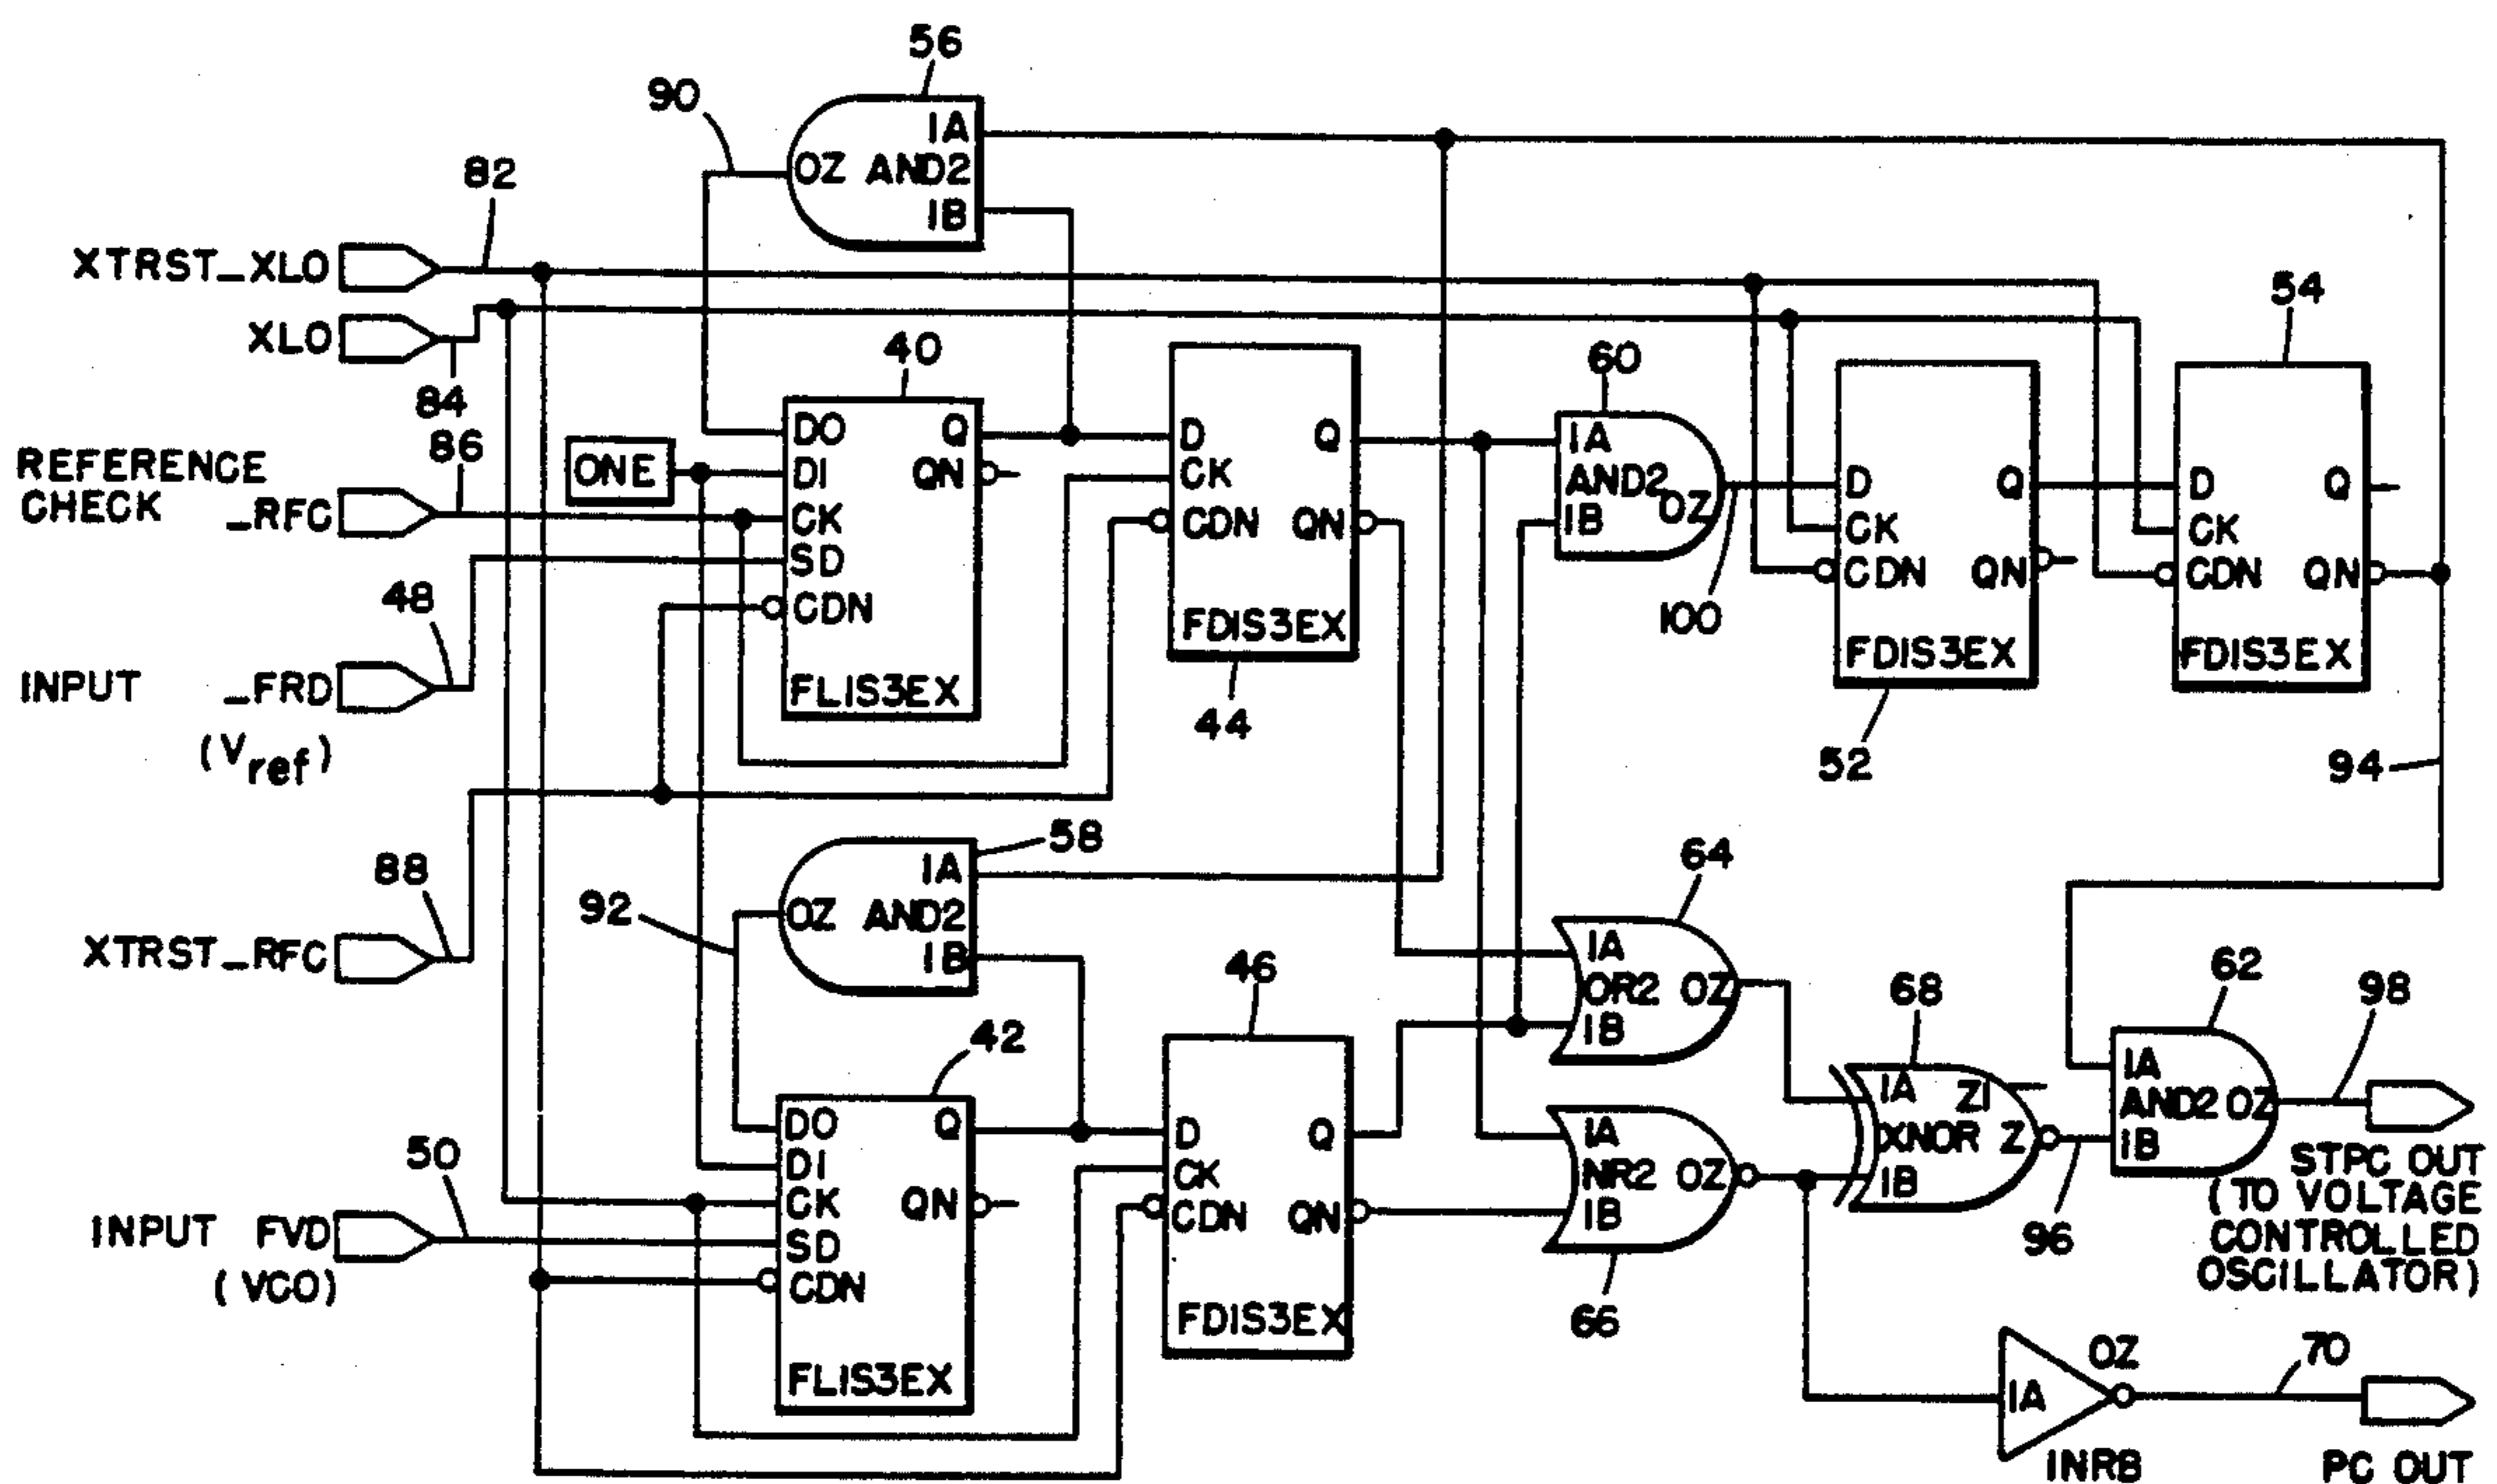 56
90
IA
OZ AND2
IB
82
XTRST_XLO
54
XLO
84
40
60
REFERENCE
CHECK _RFC
86
ONE
DO Q
DI QN
CK
SD
CDN
FLIS3EX
D Q
CK
CDN QN
FDIS3EX
44
IA
AND2 OZ
IB
100
D Q
CK
CDN QN
FDIS3EX
52
D Q
CK
CDN QN
FDIS3EX
94
48
INPUT _FRD
(Vref)
58
IA
OZ AND2
IB
92
88
XTRST_RFC
64
IA
OR2 OZ
IB
46
42
DO Q
DI
CK QN
SD
CDN
FLIS3EX
50
INPUT FVD
(VCO)
D Q
CK
CDN QN
FDIS3EX
IA
NR2 OZ
IB
66
68
IA ZI
XNOR Z
IB
96
62
IA
AND2 OZ
IB
98
STPC OUT
(TO VOLTAGE
CONTROLLED
OSCILLATOR)
OZ
IA
INRB
70
PC OUT